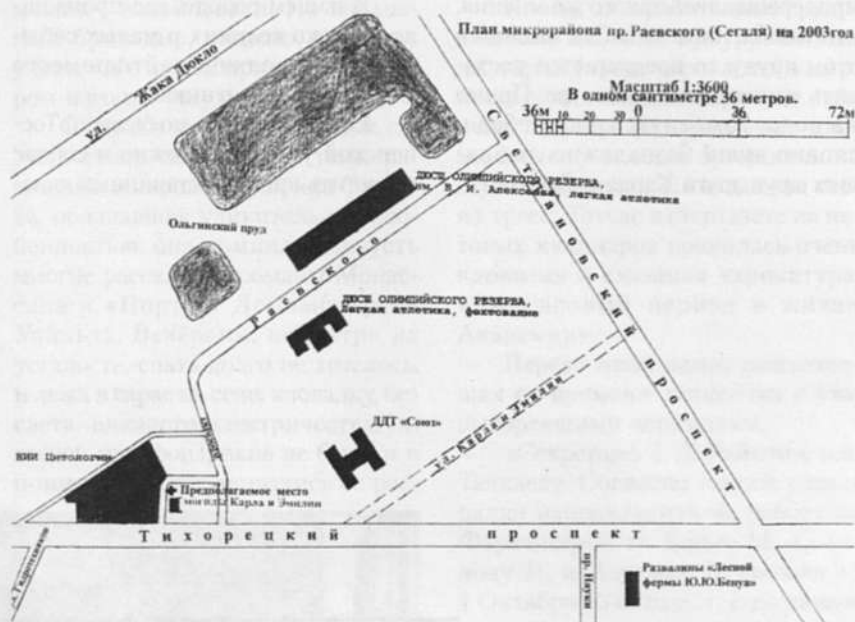 План микрорайона пр. Раевского (Сегаля) на 2003год
Масштаб 1:3600
В одном сантиметре 36 метров.
36м 10 20 30 0 36 72м
ул. Жака Дюкло
Светлановский проспект
ДЮСШ ОЛИМПИЙСКОГО РЕЗЕРВА,
им. В. И. Алексеева, легкая атлетика
Ольгинский пруд
Раевского
ДЮСШ ОЛИМПИЙСКОГО РЕЗЕРВА,
Легкая атлетика, фехтование
ДДТ «Союз»
ул. Карла и Эмилии
Предполагаемое место
могилы Карла и Эмилии
Тихорецкий проспект
ул. Гидротехников
пр. Науки
Развалины «Лесной
фермы Ю.Ю.Бенуа»